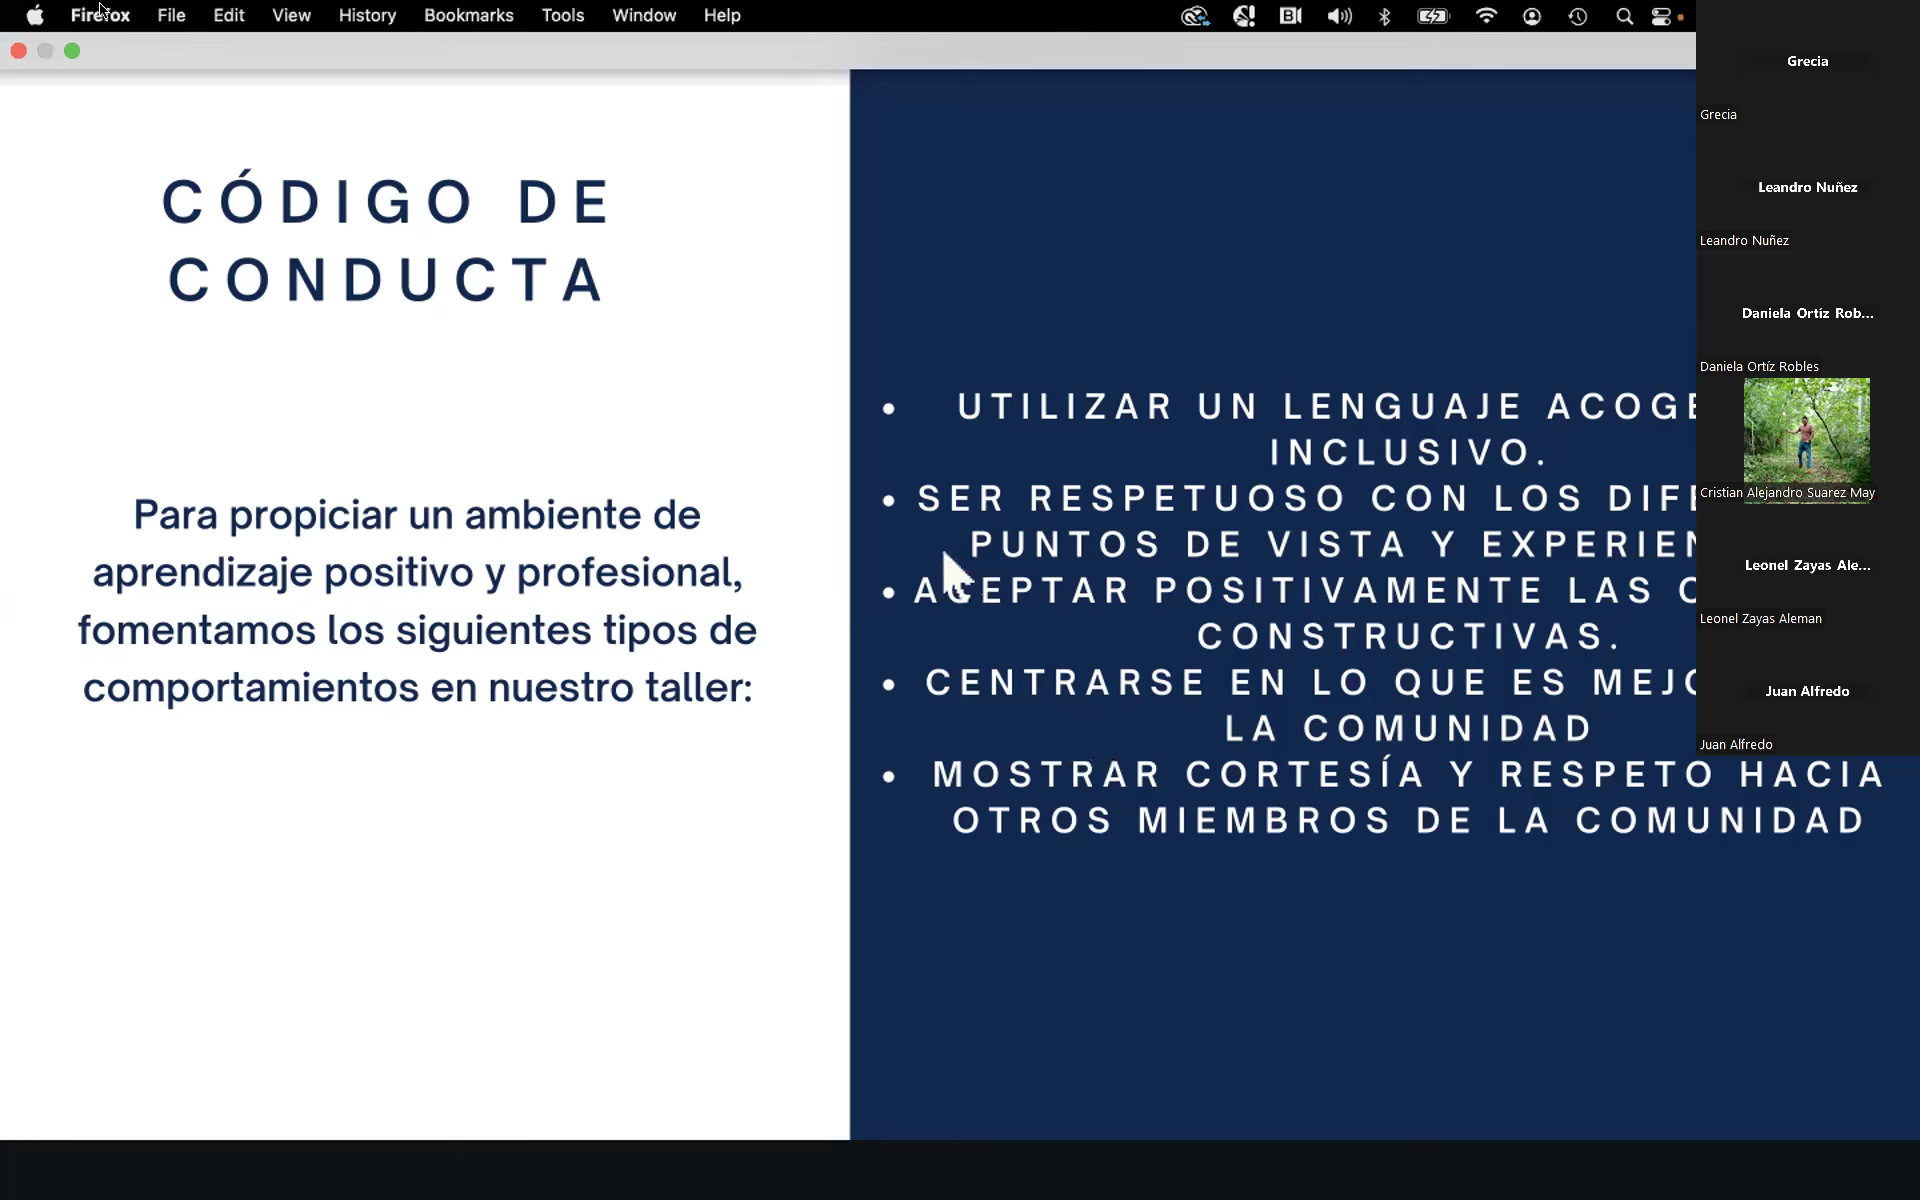 Firefox File Edit View History Bookmarks Tools Window Help
CÓDIGO DE
CONDUCTA
Para propiciar un ambiente de
aprendizaje positivo y profesional,
fomentamos los siguientes tipos de
comportamientos en nuestro taller:
• UTILIZAR UN LENGUAJE
INCLUSIVO.
• SER RESPETUOSO CON LOS
PUNTOS DE VISTA Y
• ACEPTAR POSITIVAMENTE LAS
CONSTRUCTIVAS.
• CENTRARSE EN LO QUE ES
LA COMUNIDAD
• MOSTRAR CORTESÍA Y RESPETO HACIA
OTROS MIEMBROS DE LA COMUNIDAD
Grecia
Grecia
Leandro Nuñez
Leandro Nuñez
Daniela Ortíz Rob...
Daniela Ortíz Robles
Cristian Alejandro Suarez May
Leonel Zayas Ale...
Leonel Zayas Aleman
Juan Alfredo
Juan Alfredo